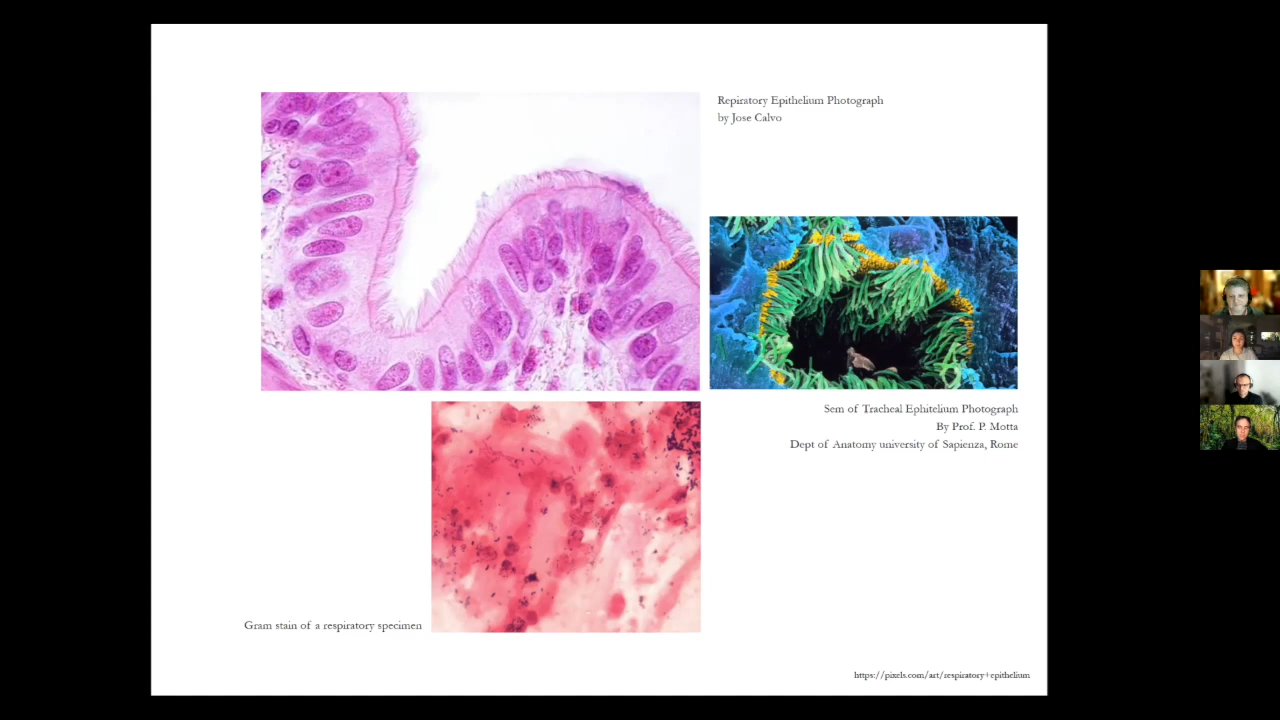 Repiratory Epithelium Photograph
by Jose Calvo
Sem of Tracheal Ephitelium Photograph
By Prof. P. Motta
Dept of Anatomy university of Sapienza, Rome
Gram stain of a respiratory specimen
https://pixels.com/art/respiratory+epithelium